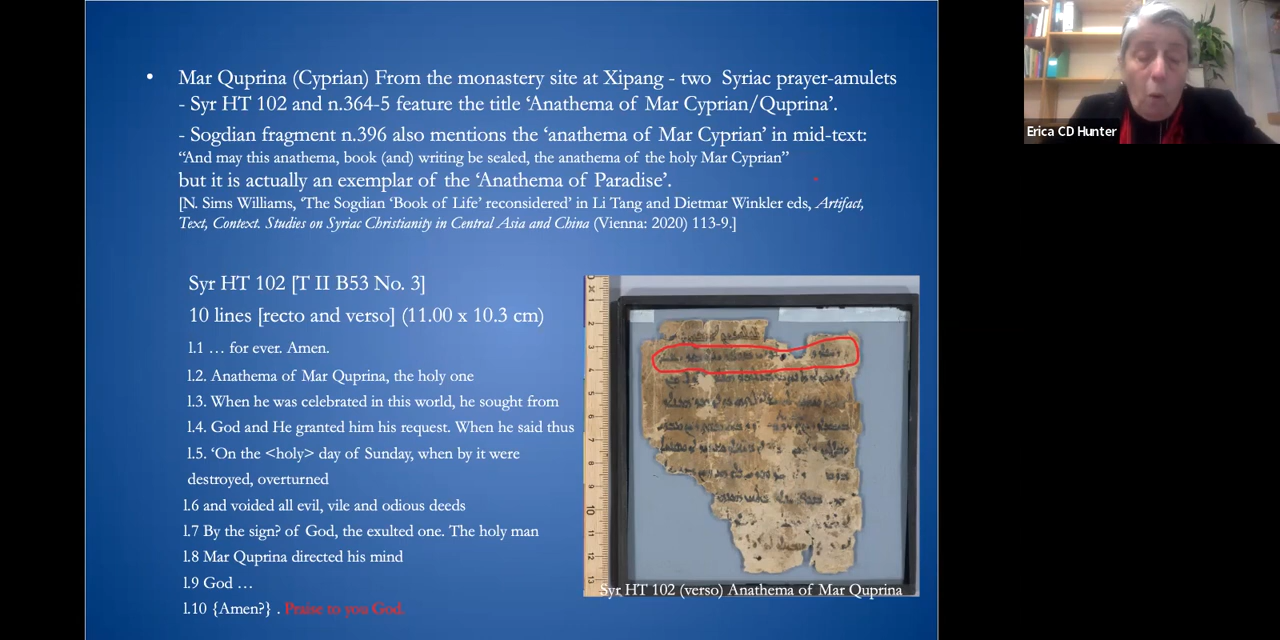 • Mar Quprina (Cyprian) From the monastery site at Xipang - two Syriac prayer-amulets
- Syr HT 102 and n.364-5 feature the title ‘Anathema of Mar Cyprian/Quprina’.
- Sogdian fragment n.396 also mentions the ‘anathema of Mar Cyprian’ in mid-text:
“And may this anathema, book (and) writing be sealed, the anathema of the holy Mar Cyprian”
but it is actually an exemplar of the ‘Anathema of Paradise’.
[N. Sims Williams, ‘The Sogdian ‘Book of Life’ reconsidered’ in Li Tang and Dietmar Winkler eds, Artifact,
Text, Context. Studies on Syriac Christianity in Central Asia and China (Vienna: 2020) 113-9.]
Syr HT 102 [T II B53 No. 3]
10 lines [recto and verso] (11.00 x 10.3 cm)
l.1 … for ever. Amen.
l.2. Anathema of Mar Quprina, the holy one
l.3. When he was celebrated in this world, he sought from
l.4. God and He granted him his request. When he said thus
l.5. ‘On the <holy> day of Sunday, when by it were
destroyed, overturned
l.6 and voided all evil, vile and odious deeds
l.7 By the sign? of God, the exulted one. The holy man
l.8 Mar Quprina directed his mind
l.9 God …
l.10 {Amen?} . Praise to you God.
Syr HT 102 (verso) Anathema of Mar Quprina
Erica CD Hunter